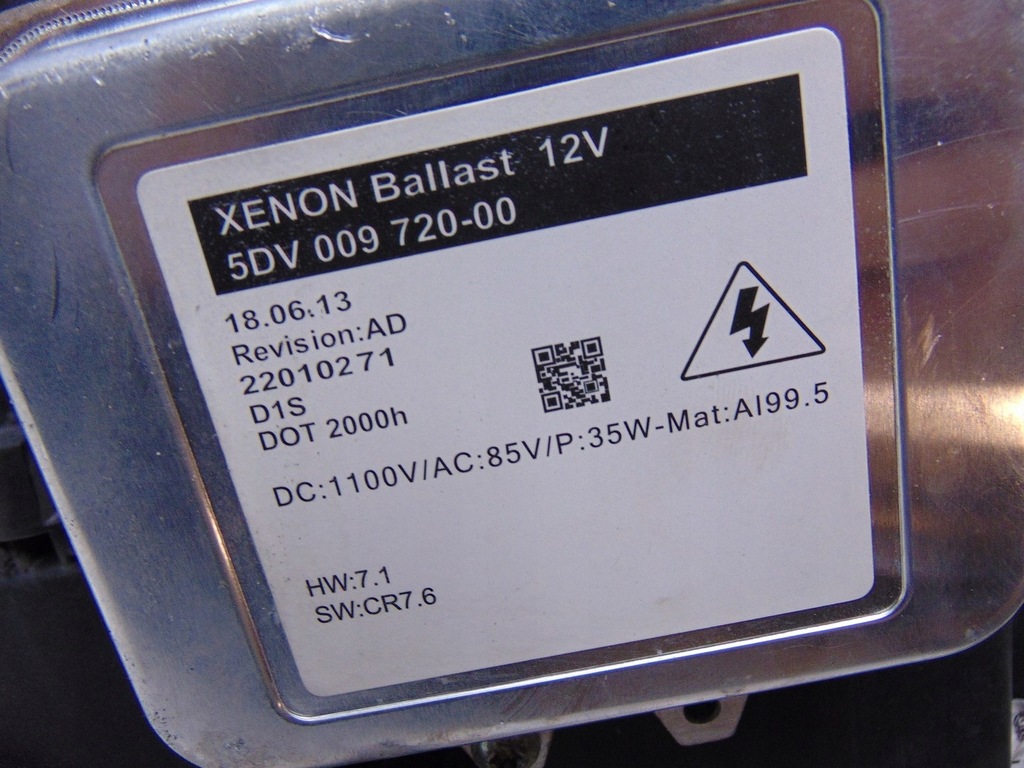 XENON Ballast 12V
5DV 009 720-00
18.06.13
Revision:AD
22010271
D1S
DOT 2000h
DC:1100V/AC:85V/P:35W-Mat:Al99.5
HW:7.1
SW:CR7.6